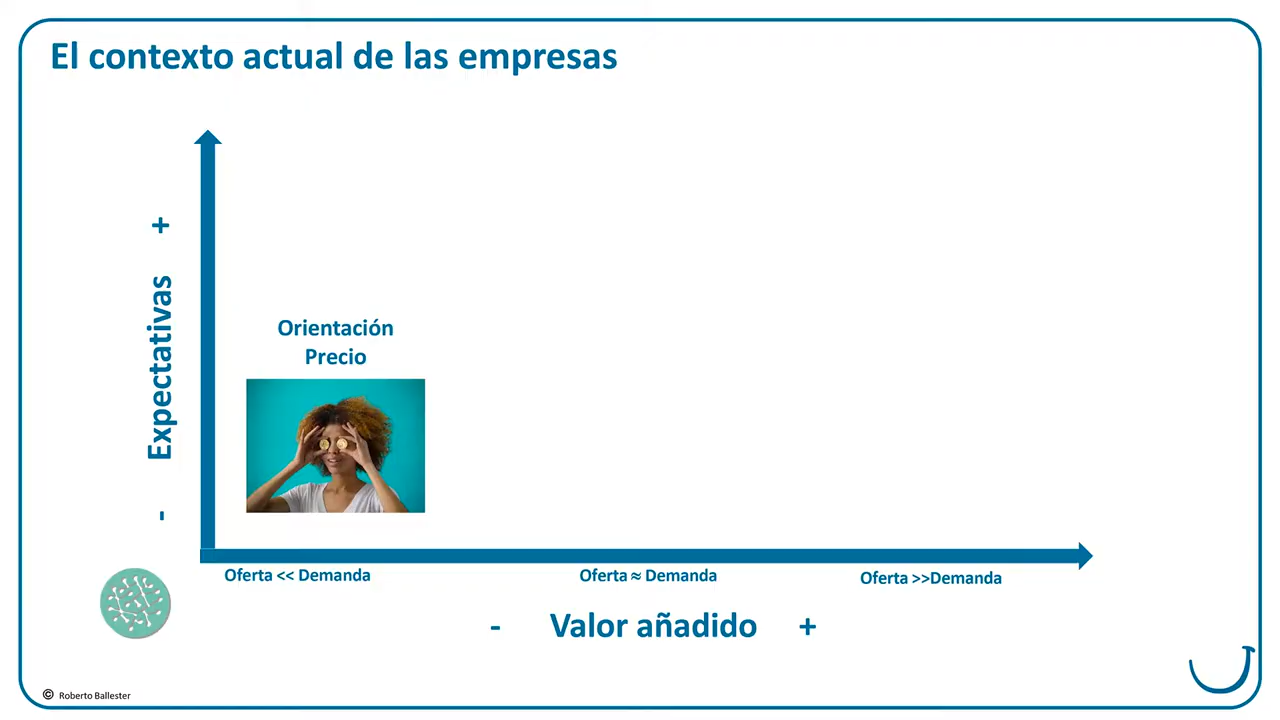 El contexto actual de las empresas
- Expectativas +
Orientación
Precio
Oferta << Demanda
Oferta ≈ Demanda
Oferta >>Demanda
- Valor añadido +
© Roberto Ballester